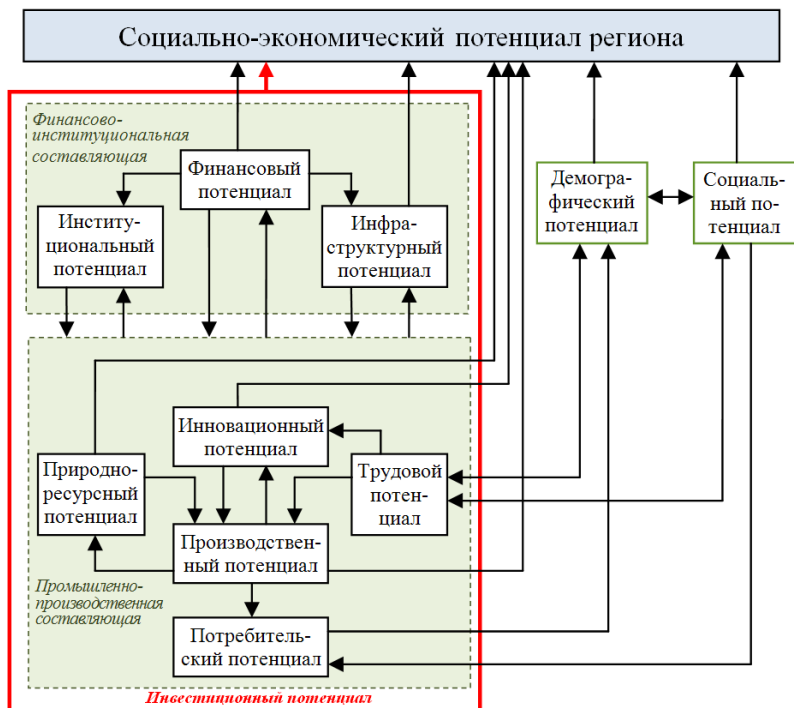 Социально-экономический потенциал региона
Финансово-
институциональная
составляющая
Финансовый
потенциал
Институ-
циональный
потенциал
Инфра-
структурный
потенциал
Демогра-
фический
потенциал
Социаль-
ный по-
тенциал
Инновационный
потенциал
Природно-
ресурсный
потенциал
Трудовой
потен-
циал
Производствен-
ный потенциал
Промышленно-
производственная
составляющая
Потребитель-
ский потенциал
Инвестиционный потенциал